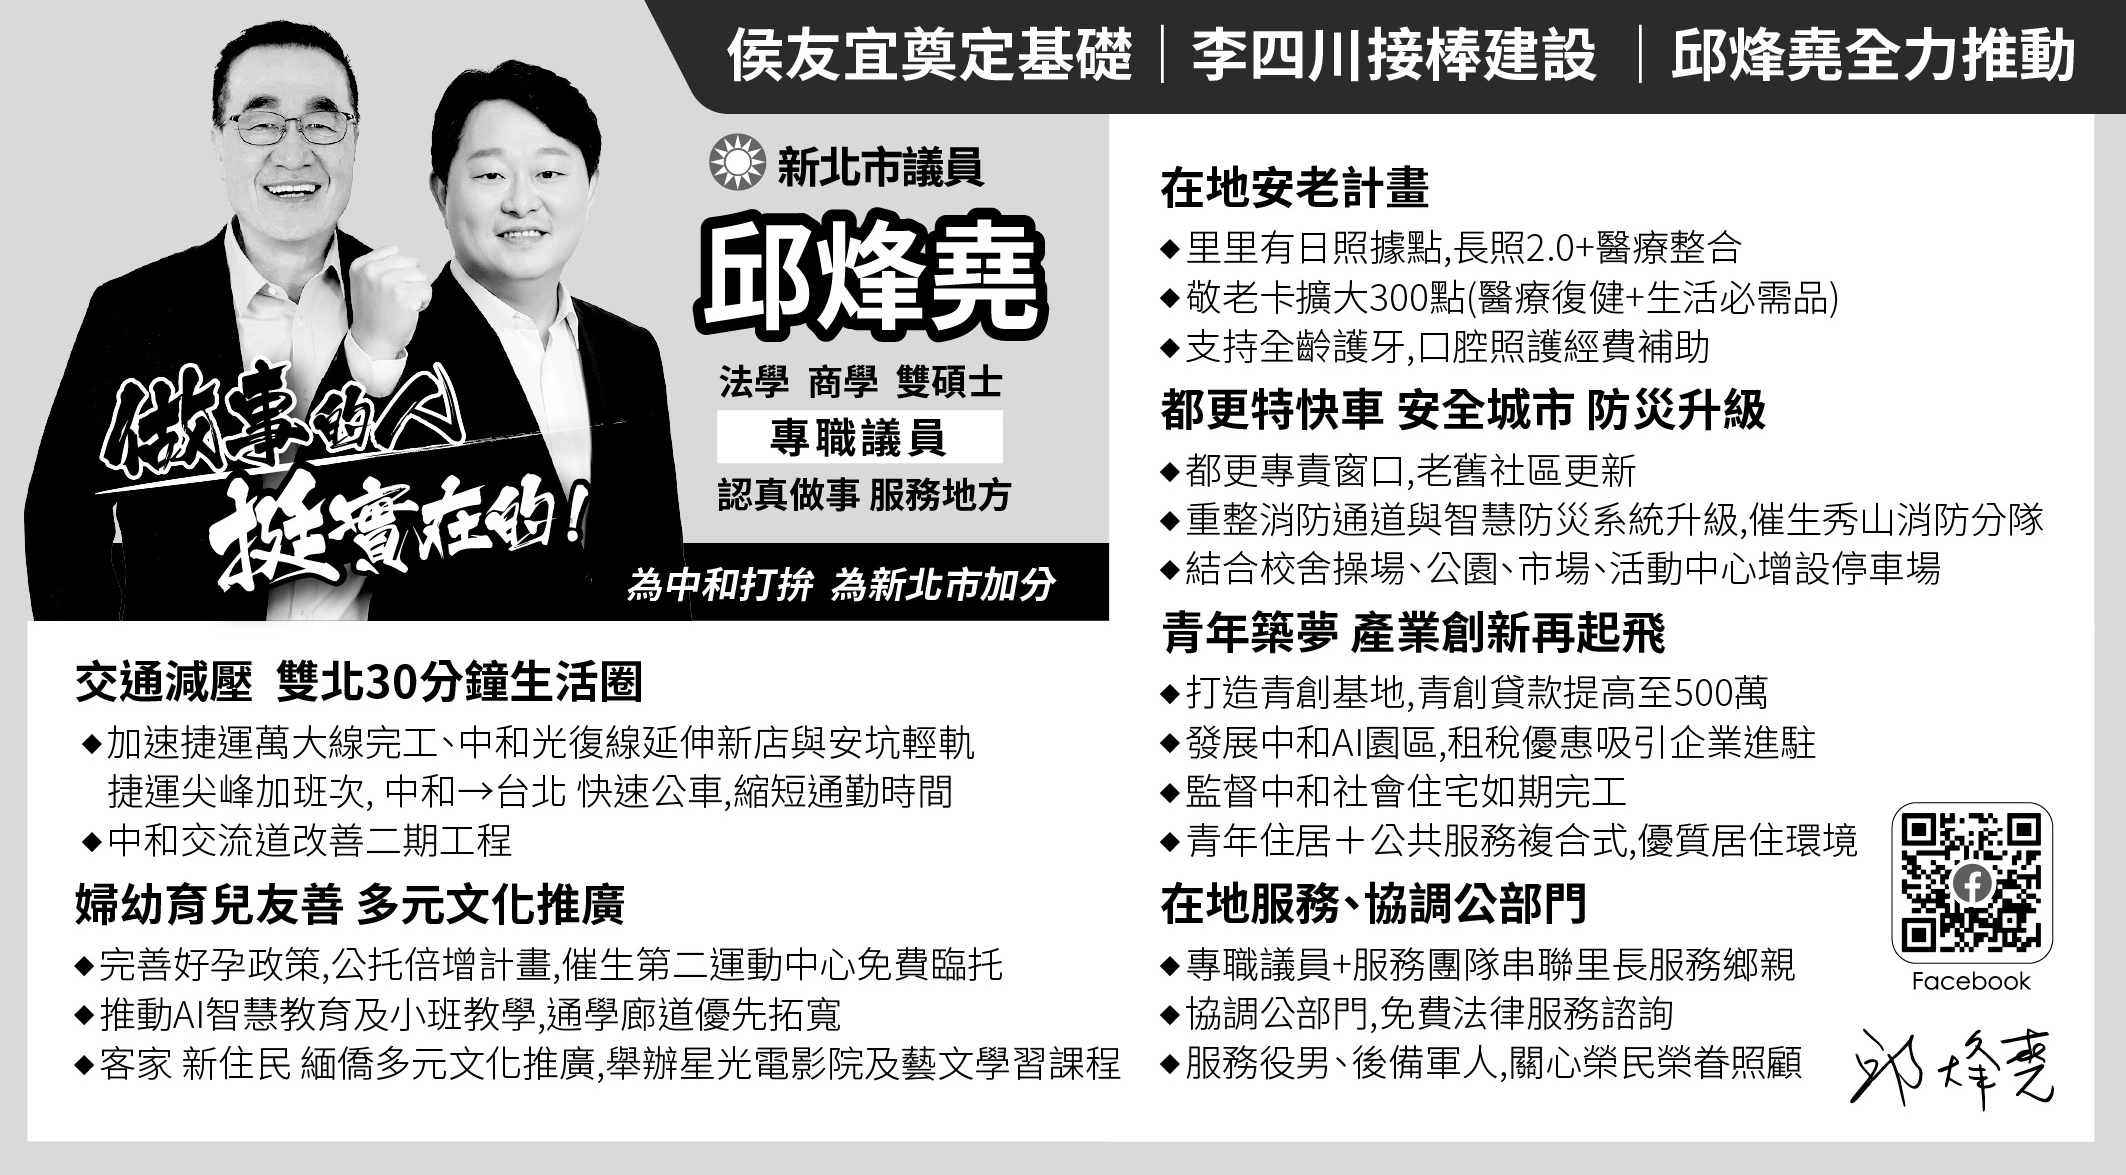 侯友宜奠定基礎｜李四川接棒建設｜邱烽堯全力推動
新北市議員
邱烽堯
法學 商學 雙碩士
專職議員
認真做事 服務地方
做事的人
挺實在的!
為中和打拚 為新北市加分
交通減壓 雙北30分鐘生活圈
◆加速捷運萬大線完工、中和光復線延伸新店與安坑輕軌
捷運尖峰加班次, 中和→台北 快速公車,縮短通勤時間
◆中和交流道改善二期工程
婦幼育兒友善 多元文化推廣
◆完善好孕政策,公托倍增計畫,催生第二運動中心免費臨托
◆推動AI智慧教育及小班教學,通學廊道優先拓寬
◆客家 新住民 緬僑多元文化推廣,舉辦星光電影院及藝文學習課程
在地安老計畫
◆里里有日照據點,長照2.0+醫療整合
◆敬老卡擴大300點(醫療復健+生活必需品)
◆支持全齡護牙,口腔照護經費補助
都更特快車 安全城市 防災升級
◆都更專責窗口,老舊社區更新
◆重整消防通道與智慧防災系統升級,催生秀山消防分隊
◆結合校舍操場、公園、市場、活動中心增設停車場
青年築夢 產業創新再起飛
◆打造青創基地,青創貸款提高至500萬
◆發展中和AI園區,租稅優惠吸引企業進駐
◆監督中和社會住宅如期完工
◆青年住居＋公共服務複合式,優質居住環境
在地服務、協調公部門
◆專職議員+服務團隊串聯里長服務鄉親
◆協調公部門,免費法律服務諮詢
◆服務役男、後備軍人,關心榮民榮眷照顧
Facebook
邱烽堯